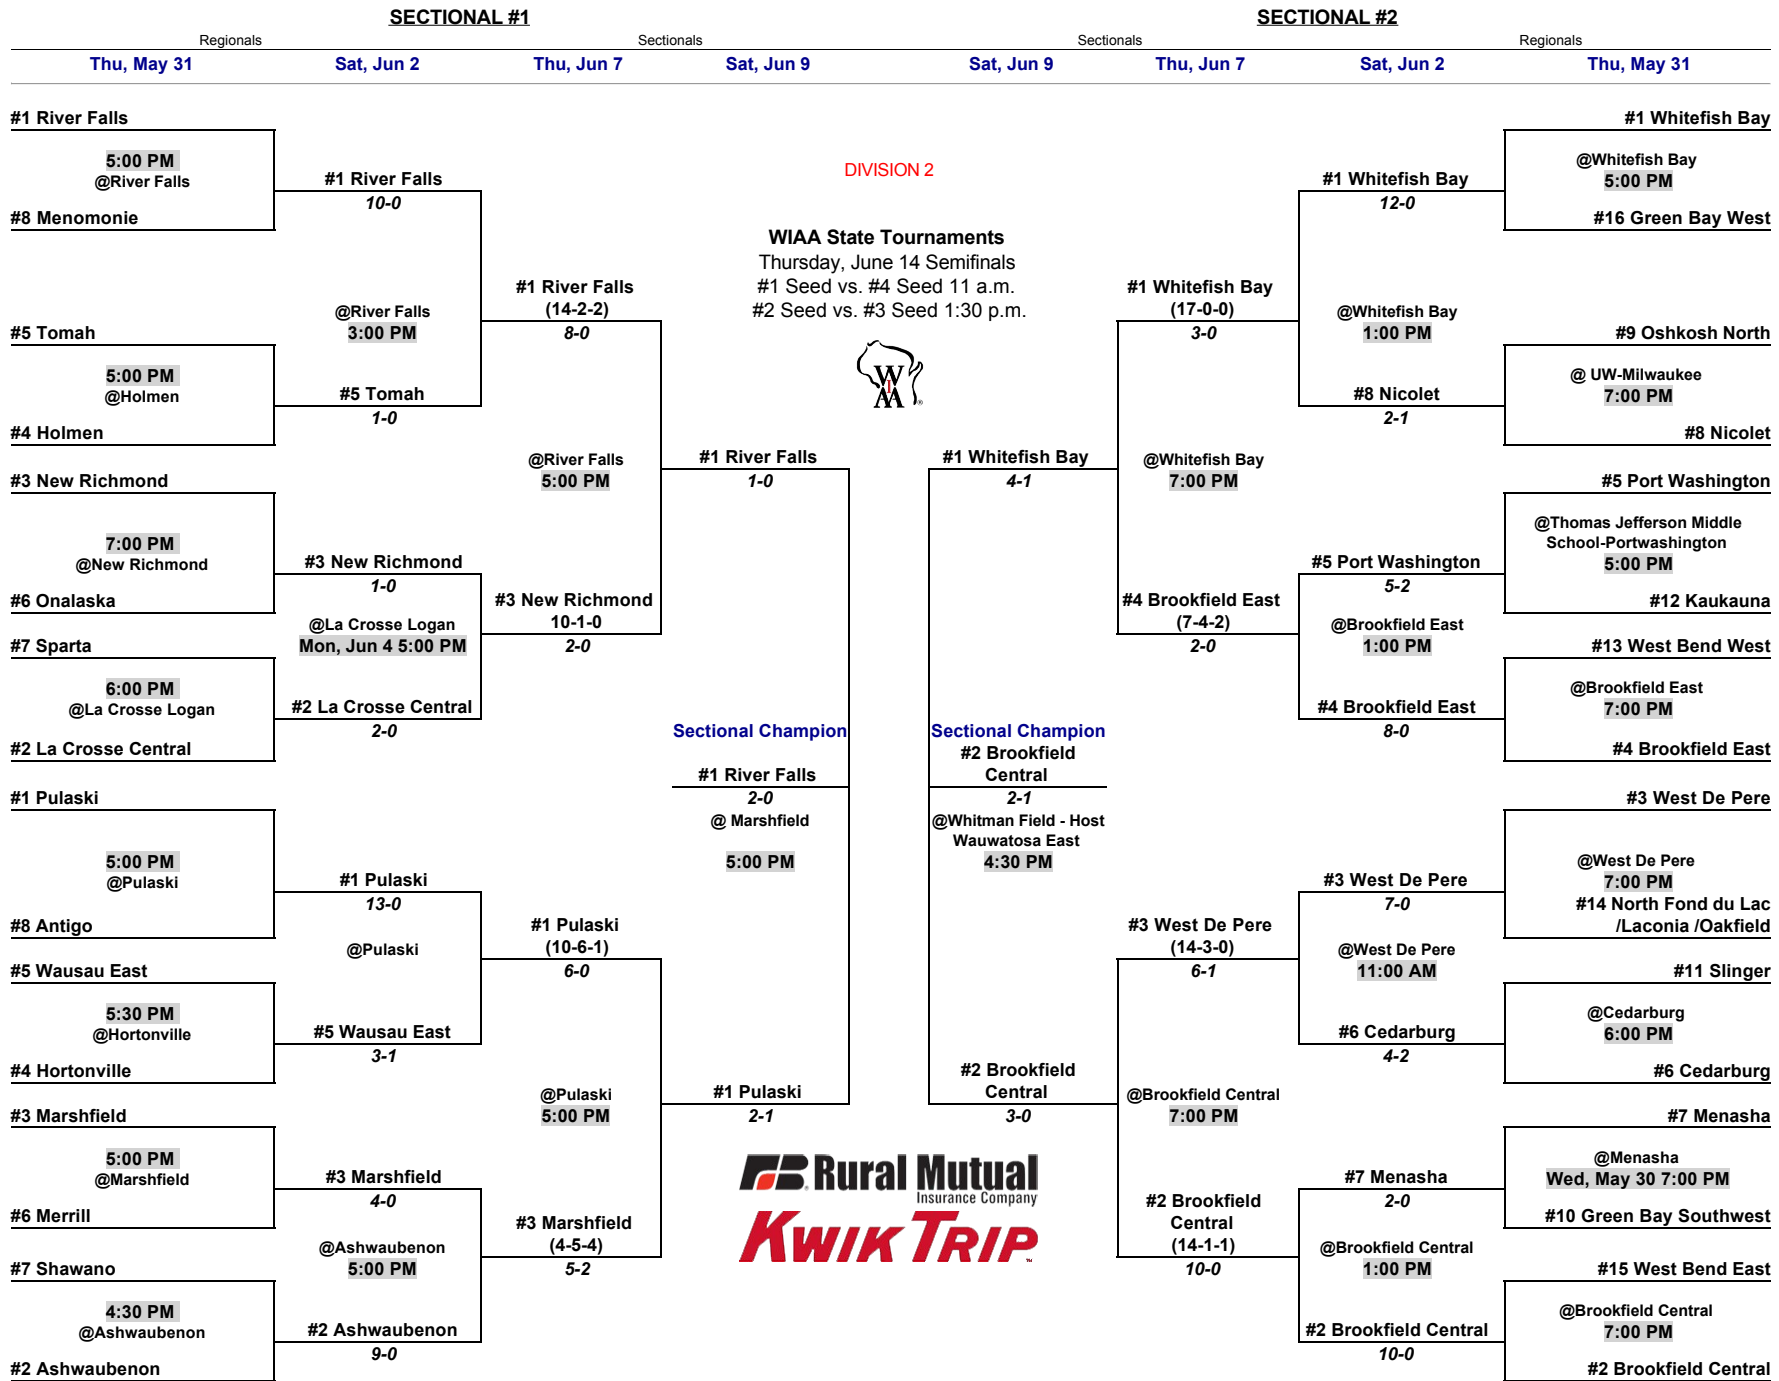 SECTIONAL #1
SECTIONAL #2
Regionals
Sectionals
Sectionals
Regionals
Thu, May 31
Sat, Jun 2
Thu, Jun 7
Sat, Jun 9
Sat, Jun 9
Thu, Jun 7
Sat, Jun 2
Thu, May 31
#1 River Falls
5:00 PM
@River Falls
#8 Menomonie
#5 Tomah
5:00 PM
@Holmen
#4 Holmen
#3 New Richmond
7:00 PM
@New Richmond
#6 Onalaska
#7 Sparta
6:00 PM
@La Crosse Logan
#2 La Crosse Central
#1 Pulaski
5:00 PM
@Pulaski
#8 Antigo
#5 Wausau East
5:30 PM
@Hortonville
#4 Hortonville
#3 Marshfield
5:00 PM
@Marshfield
#6 Merrill
#7 Shawano
4:30 PM
@Ashwaubenon
#2 Ashwaubenon
#1 River Falls
10-0
@River Falls
3:00 PM
#5 Tomah
1-0
#3 New Richmond
1-0
@La Crosse Logan
Mon, Jun 4 5:00 PM
#2 La Crosse Central
2-0
#1 Pulaski
13-0
@Pulaski
#5 Wausau East
3-1
#3 Marshfield
4-0
@Ashwaubenon
5:00 PM
#2 Ashwaubenon
9-0
#1 River Falls
(14-2-2)
8-0
@River Falls
5:00 PM
#3 New Richmond
10-1-0
2-0
#1 Pulaski
(10-6-1)
6-0
@Pulaski
5:00 PM
#3 Marshfield
(4-5-4)
5-2
#1 River Falls
1-0
Sectional Champion
#1 River Falls
2-0
@ Marshfield
5:00 PM
#1 Pulaski
2-1
DIVISION 2
WIAA State Tournaments
Thursday, June 14 Semifinals
#1 Seed vs. #4 Seed 11 a.m.
#2 Seed vs. #3 Seed 1:30 p.m.
W
I
AA
®
Rural Mutual
Insurance Company
KWIK TRIP
™
#1 Whitefish Bay
4-1
Sectional Champion
#2 Brookfield
Central
2-1
@Whitman Field - Host
Wauwatosa East
4:30 PM
#2 Brookfield
Central
3-0
#1 Whitefish Bay
(17-0-0)
3-0
@Whitefish Bay
7:00 PM
#4 Brookfield East
(7-4-2)
2-0
#3 West De Pere
(14-3-0)
6-1
@Brookfield Central
7:00 PM
#2 Brookfield
Central
(14-1-1)
10-0
#1 Whitefish Bay
12-0
@Whitefish Bay
1:00 PM
#8 Nicolet
2-1
#5 Port Washington
5-2
@Brookfield East
1:00 PM
#4 Brookfield East
8-0
#3 West De Pere
7-0
@West De Pere
11:00 AM
#6 Cedarburg
4-2
#7 Menasha
2-0
@Brookfield Central
1:00 PM
#2 Brookfield Central
10-0
#1 Whitefish Bay
@Whitefish Bay
5:00 PM
#16 Green Bay West
#9 Oshkosh North
@ UW-Milwaukee
7:00 PM
#8 Nicolet
#5 Port Washington
@Thomas Jefferson Middle
School-Portwashington
5:00 PM
#12 Kaukauna
#13 West Bend West
@Brookfield East
7:00 PM
#4 Brookfield East
#3 West De Pere
@West De Pere
7:00 PM
#14 North Fond du Lac
/Laconia /Oakfield
#11 Slinger
@Cedarburg
6:00 PM
#6 Cedarburg
#7 Menasha
@Menasha
Wed, May 30 7:00 PM
#10 Green Bay Southwest
#15 West Bend East
@Brookfield Central
7:00 PM
#2 Brookfield Central